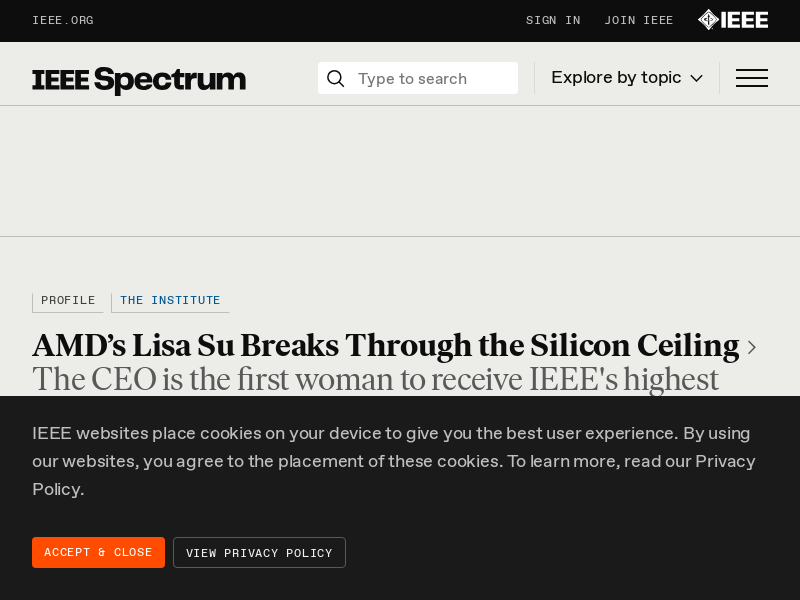 IEEE.ORG
SIGN IN
JOIN IEEE
IEEE
IEEE Spectrum
Type to search
Explore by topic
PROFILE
THE INSTITUTE
AMD’s Lisa Su Breaks Through the Silicon Ceiling
The CEO is the first woman to receive IEEE's highest
IEEE websites place cookies on your device to give you the best user experience. By using
our websites, you agree to the placement of these cookies. To learn more, read our Privacy
Policy.
ACCEPT & CLOSE
VIEW PRIVACY POLICY